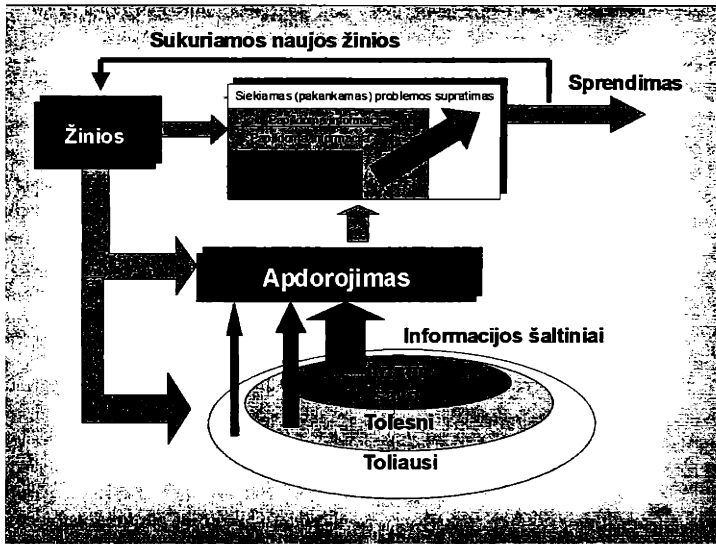 Sukuriamos naujos žinios
Sprendimas
Siekiamas (pakankamas) problemos supratimas
Žinios
Apdorojimas
Informacijos šaltiniai
Tolesni
Toliausi